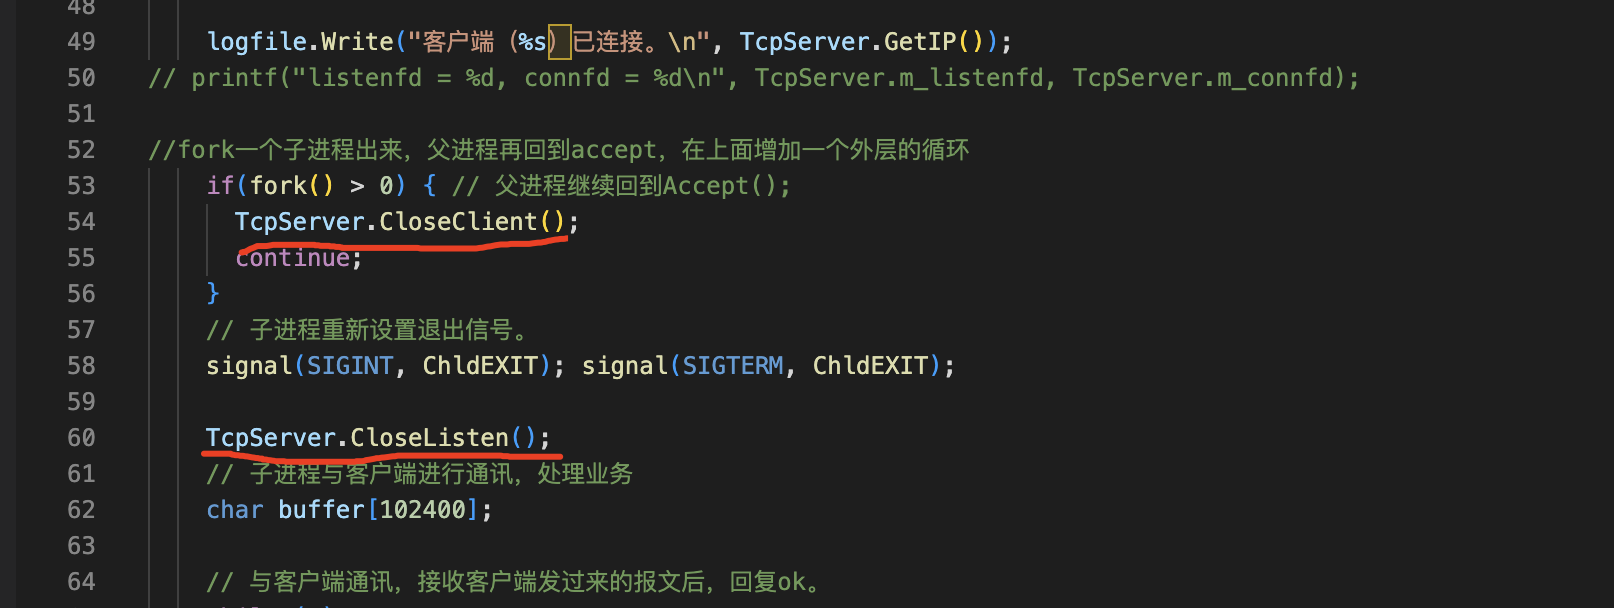 48
49 logfile.Write("客户端（%s）已连接。\n", TcpServer.GetIP());
50 // printf("listenfd = %d, connfd = %d\n", TcpServer.m_listenfd, TcpServer.m_connfd);
51
52 //fork一个子进程出来，父进程再回到accept，在上面增加一个外层的循环
53 if(fork() > 0) { // 父进程继续回到Accept();
54 TcpServer.CloseClient();
55 continue;
56 }
57 // 子进程重新设置退出信号。
58 signal(SIGINT, ChldEXIT); signal(SIGTERM, ChldEXIT);
59
60 TcpServer.CloseListen();
61 // 子进程与客户端进行通讯，处理业务
62 char buffer[102400];
63
64 // 与客户端通讯，接收客户端发过来的报文后，回复ok。